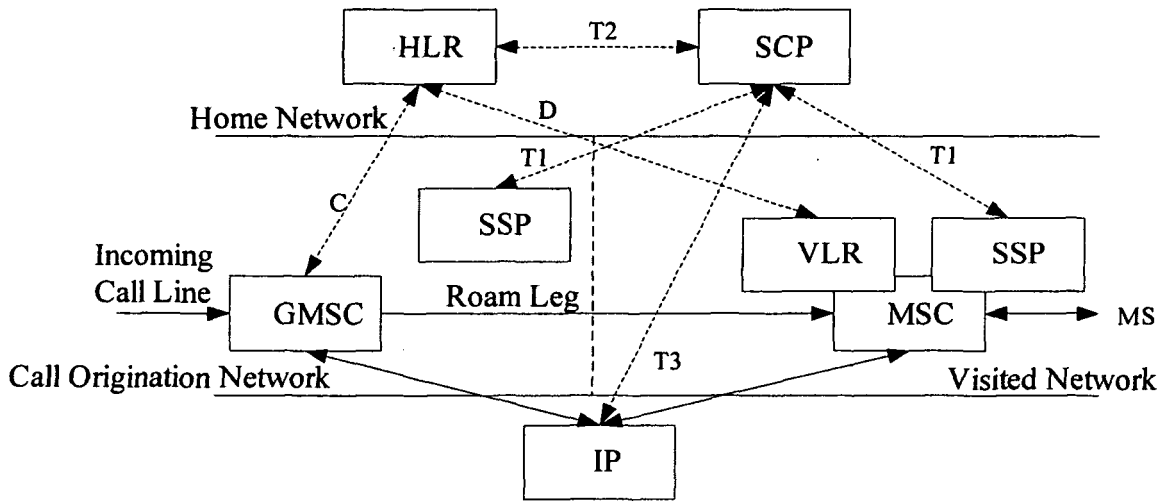 HLR
T2
SCP
Home Network
D
T1
T1
C
SSP
VLR
SSP
Incoming
Call Line
GMSC
Roam Leg
MSC
MS
T3
Call Origination Network
Visited Network
IP